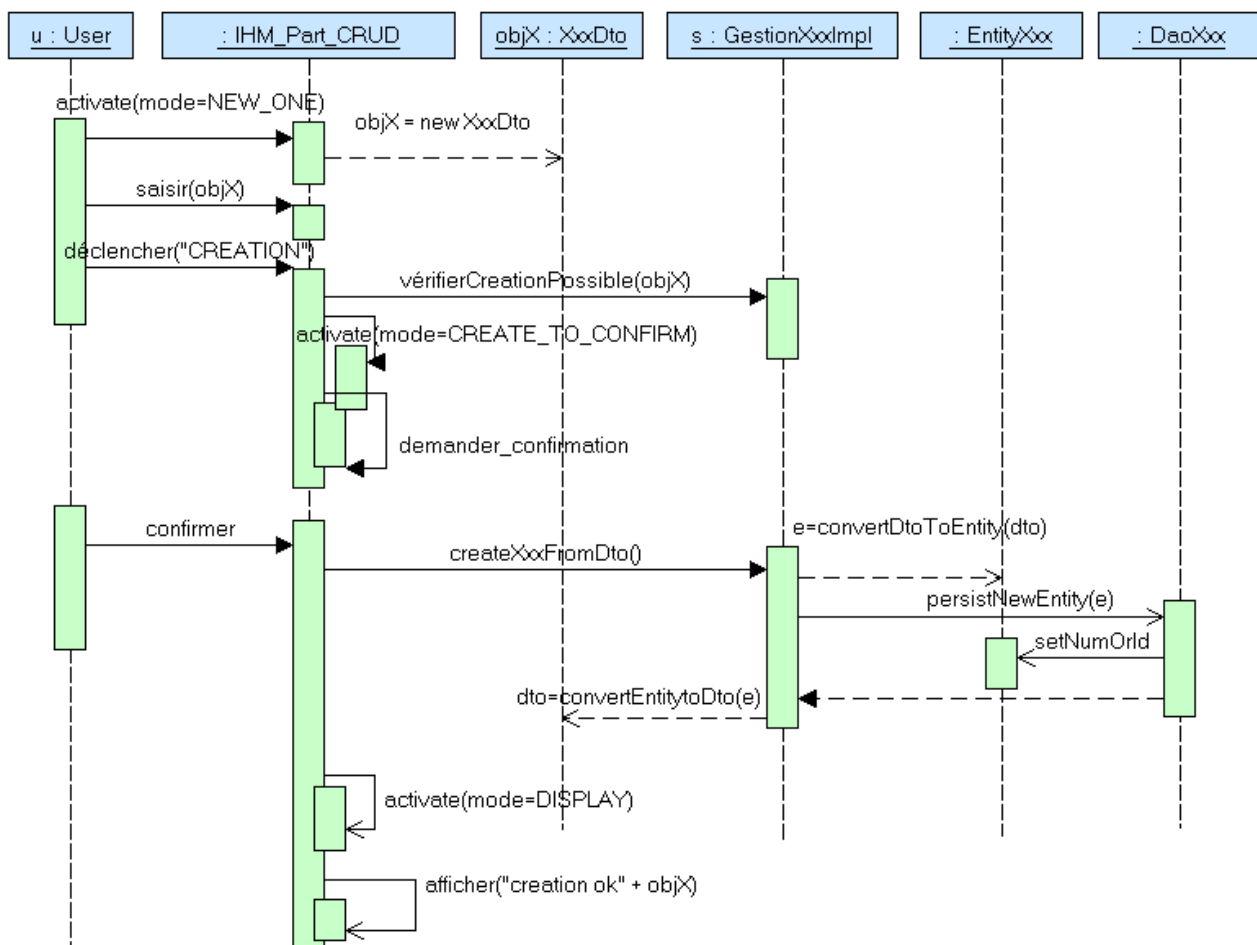 u : User
: IHM_Part_CRUD
objX : XxxDto
s : GestionXxxImpl
: EntityXxx
: DaoXxx
activate(mode=NEW_ONE)
objX = new XxxDto
saisir(objX)
déclencher("CREATION")
vérifierCreationPossible(objX)
activate(mode=CREATE_TO_CONFIRM)
demander_confirmation
confirmer
e=convertDtoToEntity(dto)
createXxxFromDto()
persistNewEntity(e)
setNumOrId
dto=convertEntitytoDto(e)
activate(mode=DISPLAY)
afficher("creation ok" + objX)